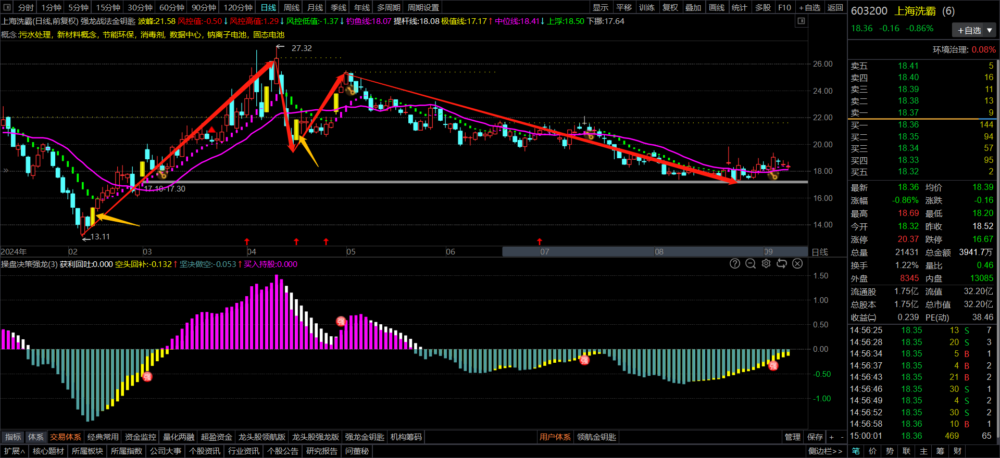 分时 1分钟 5分钟 15分钟 30分钟 60分钟 90分钟 120分钟 日线 周线 月线 季线 年线 多周期 周期设置 显示 平移 训练 复权 叠加 画线 统计 多股 F10 +自选 返回
上海洗霸(日线,前复权) 强龙战法金钥匙 波峰:21.58 风控值:-0.50↓ 风控高值:1.29↓ 风控低值:-1.37↓ 钓鱼线:18.07 提杆线:18.08 极值线:17.17↑ 中位线:18.41↓ 上浮:18.50 下挪:17.64
概念:污水处理，新材料概念，节能环保，消毒剂，数据中心，钠离子电池，固态电池
27.32
26.00
24.00
22.00
20.00
18.00
16.00
14.00
17.10-17.30
13.11
2024年 02 03 04 05 06 07 08 09 日线
操盘决策强龙(3) 获利回吐:0.000 空头回补:-0.132↑ 坚决做空:-0.053↑ 买入持股:0.000
1.50
1.00
0.50
0.00
-0.50
-1.00
强
强
强
强
指标 体系 交易体系 经典常用 资金监控 量化两融 超盈资金 龙头股领航版 龙头股强龙版 强龙金钥匙 机构筹码 用户体系 领航金钥匙 管理 保存 + -
扩展∧ 核心题材 所属板块 所属指数 公司大事 个股资讯 行业资讯 个股公告 研究报告 问董秘 侧边栏>>
603200 上海洗霸 (6)
18.36 -0.16 -0.86% +自选 ▼
环境治理: 0.08%
卖五 18.41 5
卖四 18.40 16
卖三 18.39 11
卖二 18.38 13
卖一 18.37 9
买一 18.36 144
买二 18.35 94
买三 18.34 57
买四 18.33 95
买五 18.32 2
最新 18.36 均价 18.39
涨幅 -0.86% 涨跌 -0.16
最高 18.69 最低 18.20
今开 18.32 昨收 18.52
涨停 20.37 跌停 16.67
总量 21431 总金额 3941.7万
换手 1.22% 量比 0.46
外盘 8345 内盘 13085
流通股 1.75亿 流值 32.20亿
总股本 1.75亿 总市值 32.20亿
收益㈡ 0.239 PE(动) 38.46
14:56:25 18.35 13 S 7
14:56:28 18.35 20 S 3
14:56:34 18.35 5 B 1
14:56:37 18.35 4 B 2
14:56:43 18.35 21 B 2
14:56:46 18.35 30 S 1
14:56:49 18.35 4 S 2
14:56:52 18.35 30 S 2
14:56:58 18.36 10 B 1
15:00:01 18.36 469 65
笔 价 势 联 主 筹 财